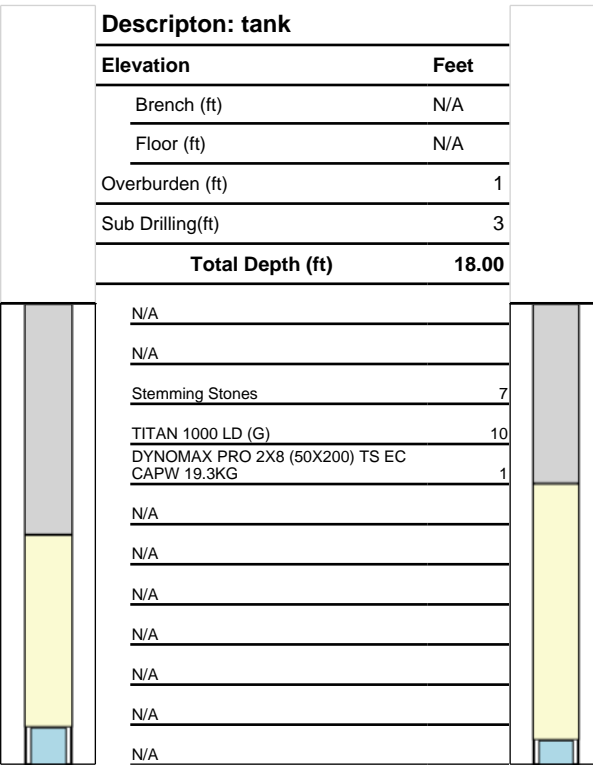 Descripton: tank
Elevation Feet
Brench (ft) N/A
Floor (ft) N/A
Overburden (ft) 1
Sub Drilling(ft) 3
Total Depth (ft) 18.00
N/A
N/A
Stemming Stones 7
TITAN 1000 LD (G) 10
DYNOMAX PRO 2X8 (50X200) TS EC
CAPW 19.3KG 1
N/A
N/A
N/A
N/A
N/A
N/A
N/A